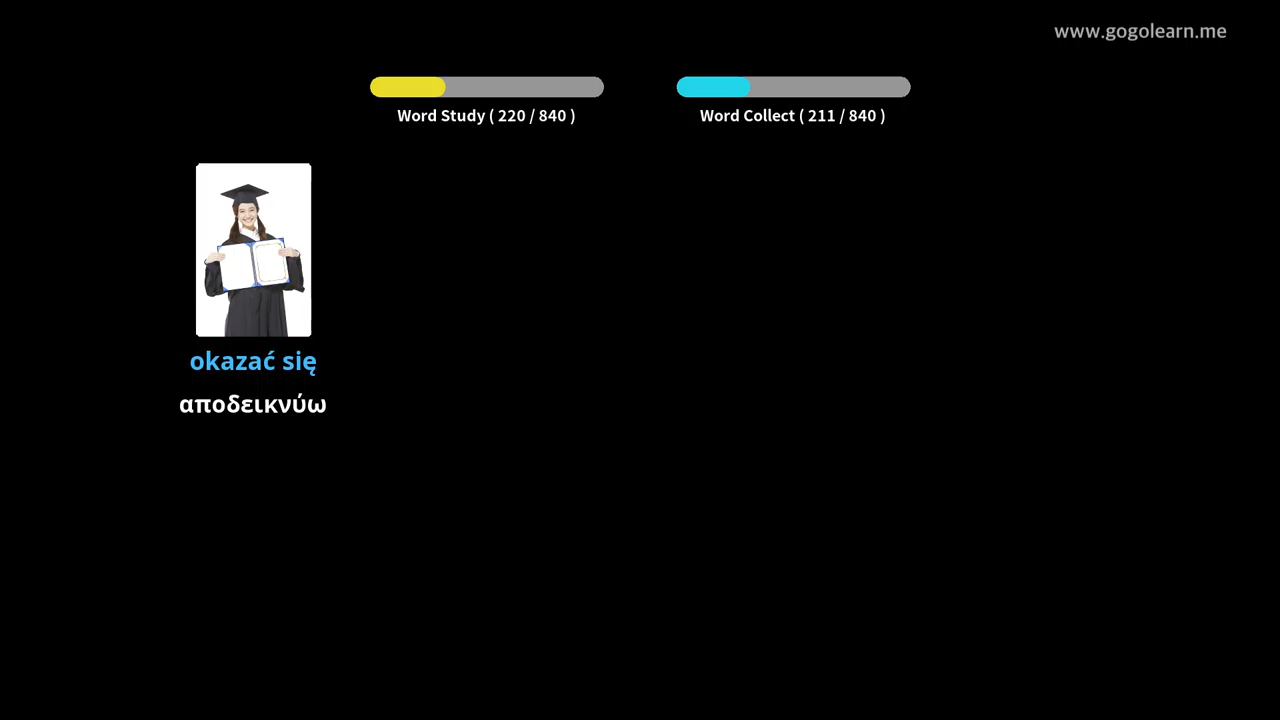 www.gogolearn.me
Word Study ( 220 / 840 )
Word Collect ( 211 / 840 )
okazać się
αποδεικνύω